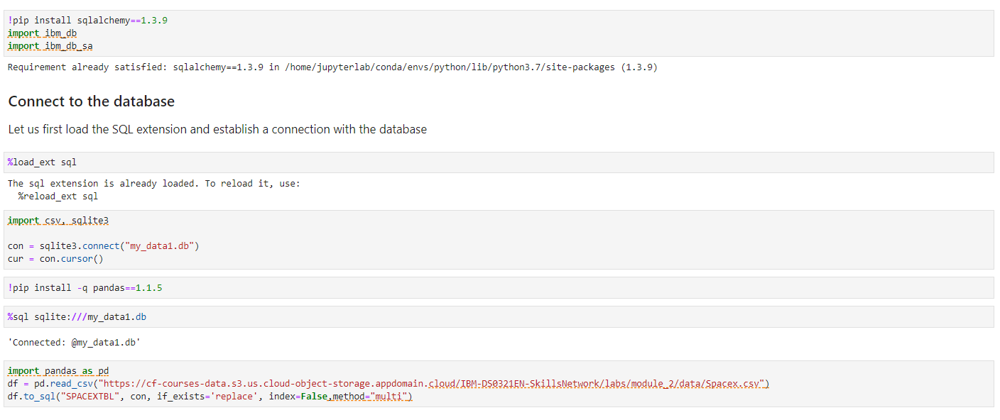 !pip install sqlalchemy==1.3.9
import ibm_db
import ibm_db_sa
Requirement already satisfied: sqlalchemy==1.3.9 in /home/jupyterlab/conda/envs/python/lib/python3.7/site-packages (1.3.9)
Connect to the database
Let us first load the SQL extension and establish a connection with the database
%load_ext sql
The sql extension is already loaded. To reload it, use:
  %reload_ext sql
import csv, sqlite3
con = sqlite3.connect("my_data1.db")
cur = con.cursor()
!pip install -q pandas==1.1.5
%sql sqlite:///my_data1.db
'Connected: @my_data1.db'
import pandas as pd
df = pd.read_csv("https://cf-courses-data.s3.us.cloud-object-storage.appdomain.cloud/IBM-DS0321EN-SkillsNetwork/labs/module_2/data/Spacex.csv")
df.to_sql("SPACEXTBL", con, if_exists='replace', index=False,method="multi")